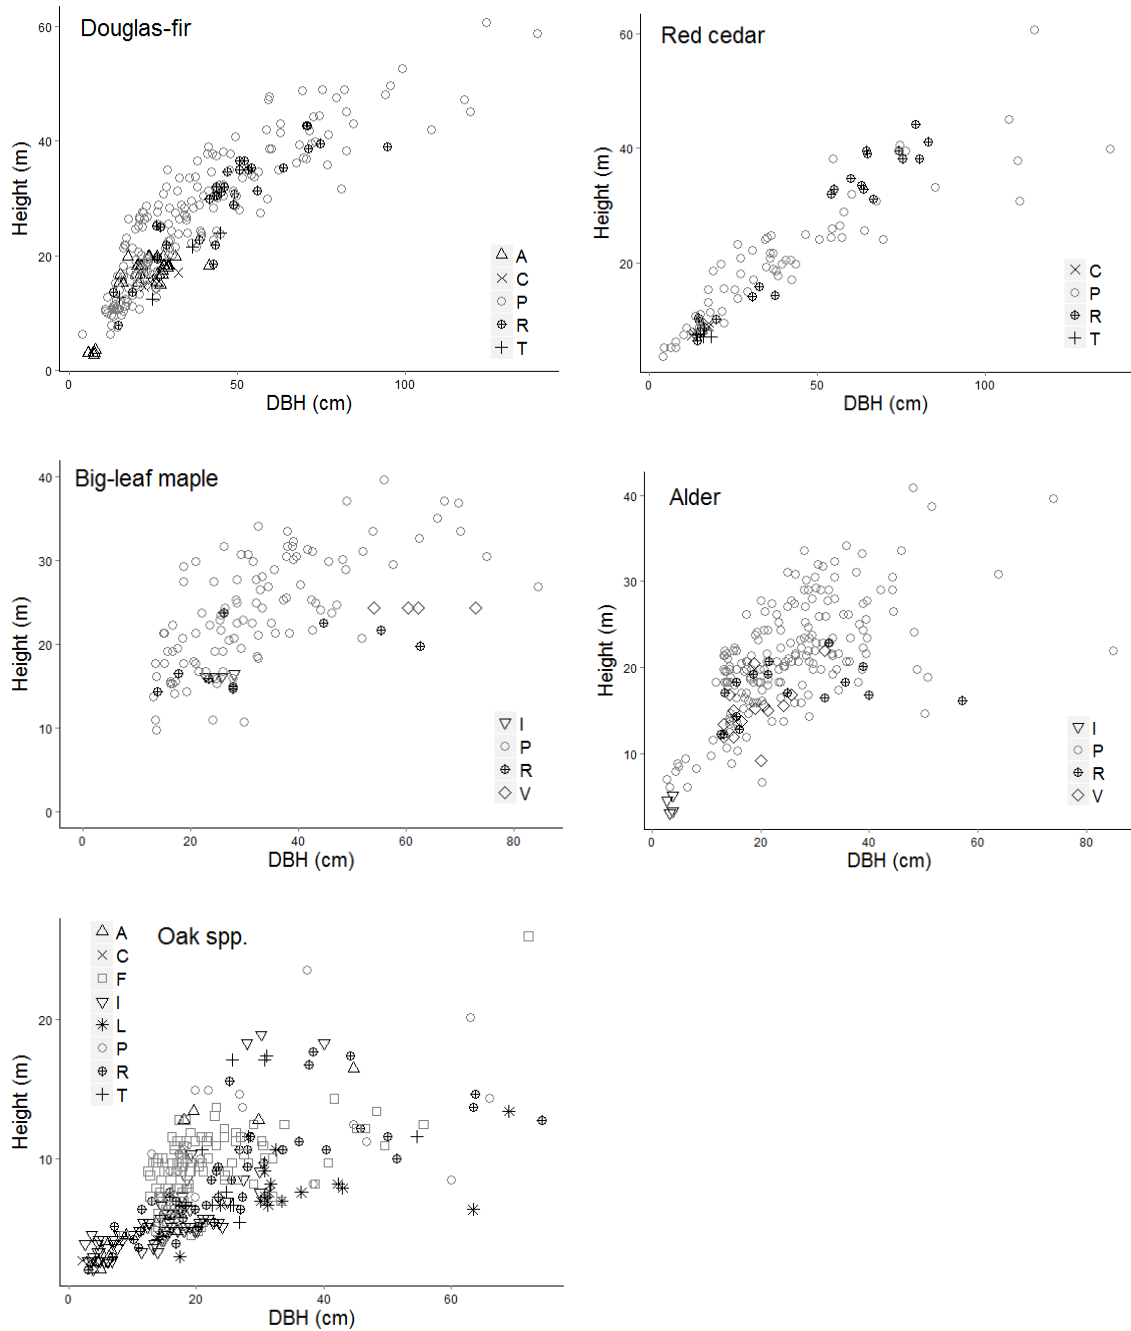 Douglas-fir
60
40
20
0
Height (m)
A
C
P
R
T
0 50 100
DBH (cm)
Red cedar
60
40
20
Height (m)
C
P
R
T
0 50 100
DBH (cm)
Big-leaf maple
40
30
20
10
0
Height (m)
I
P
R
V
0 20 40 60 80
DBH (cm)
Alder
40
30
20
10
Height (m)
I
P
R
V
0 20 40 60 80
DBH (cm)
Oak spp.
A
C
F
I
L
P
R
T
20
10
Height (m)
0 20 40 60
DBH (cm)